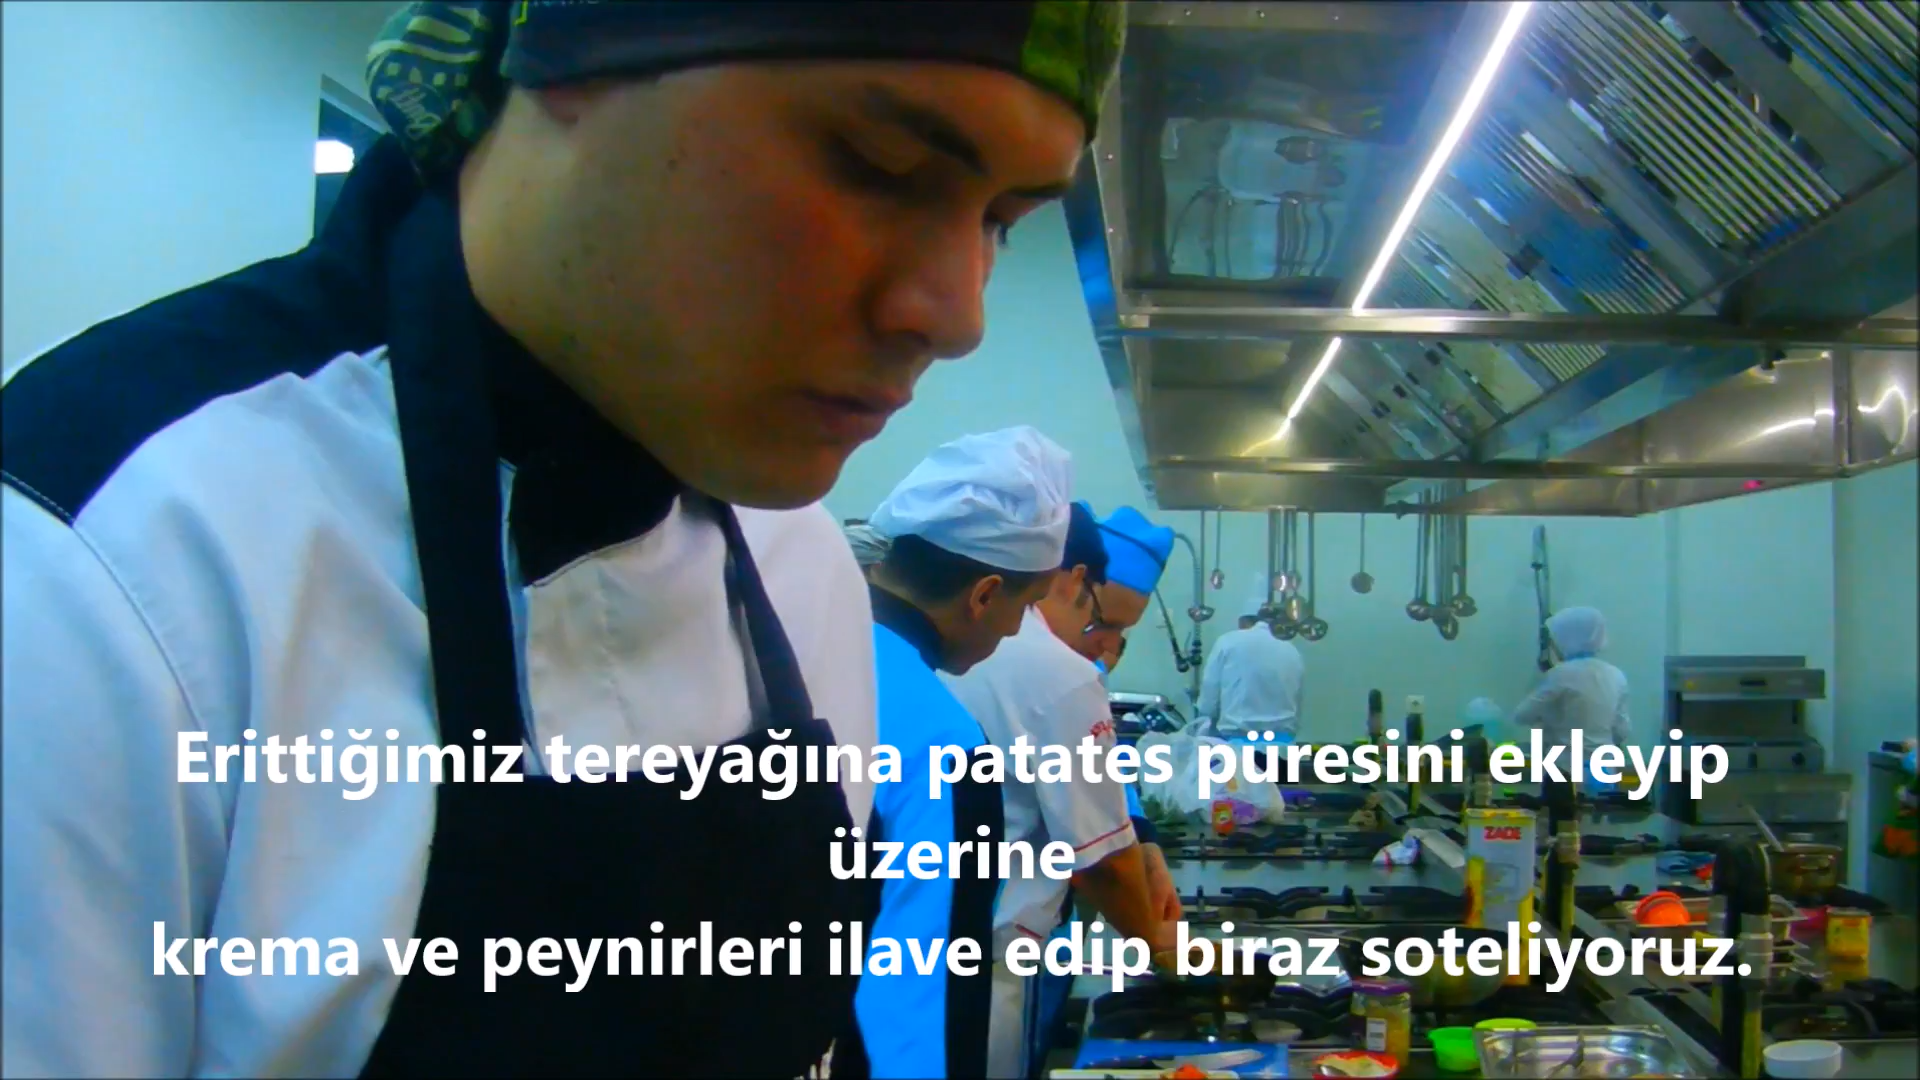 Erittiğimiz tereyağına patates püresini ekleyip
üzerine
krema ve peynirleri ilave edip biraz soteliyoruz.